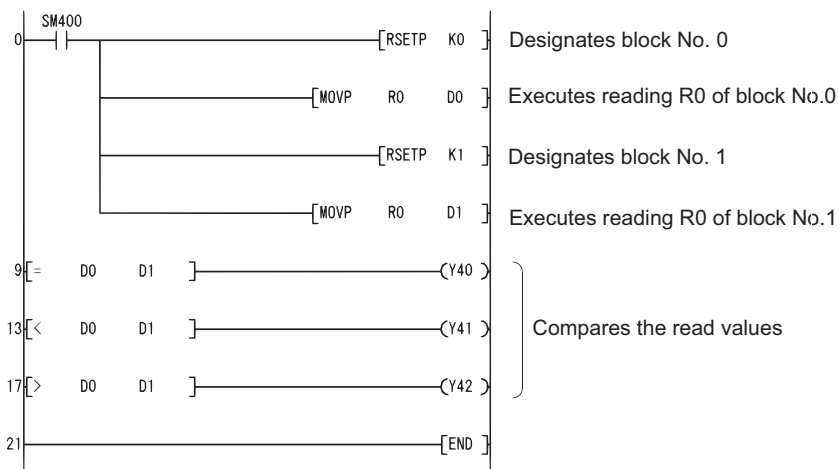 SM400
0 [RSETP K0 ] Designates block No. 0
[MOVP R0 D0 ] Executes reading R0 of block No.0
[RSETP K1 ] Designates block No. 1
[MOVP R0 D1 ] Executes reading R0 of block No.1
9 [= D0 D1 ] (Y40 )
13 [< D0 D1 ] (Y41 ) Compares the read values
17 [> D0 D1 ] (Y42 )
21 [END ]